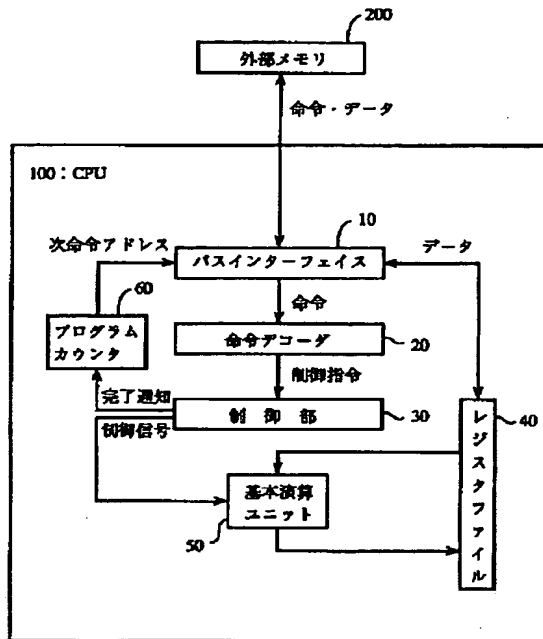 200
外部メモリ
命令・データ
100:CPU
10
次命令アドレス
データ
バスインターフェイス
60
命令
プログラム
カウンタ
命令デコーダ
20
制御指令
完了通知
制御部
30
制御信号
レジスタファイル
40
基本演算
ユニット
50